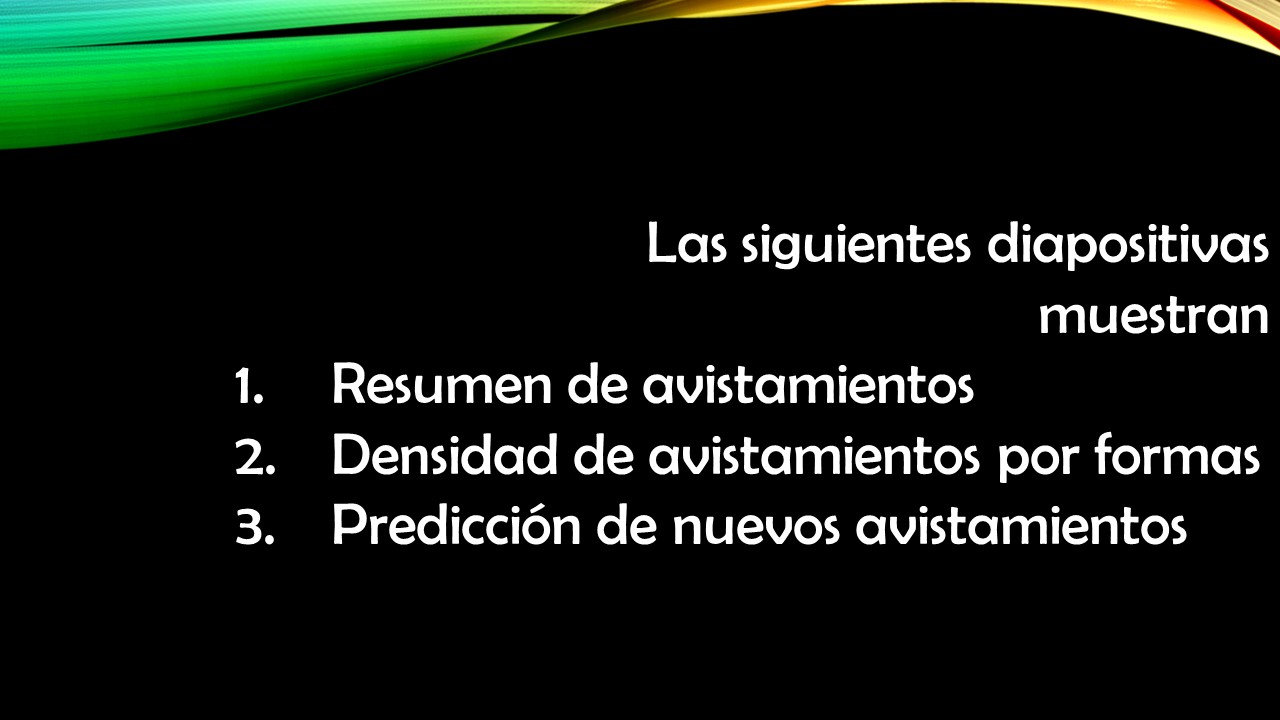 Las siguientes diapositivas
muestran
1. Resumen de avistamientos
2. Densidad de avistamientos por formas
3. Predicción de nuevos avistamientos